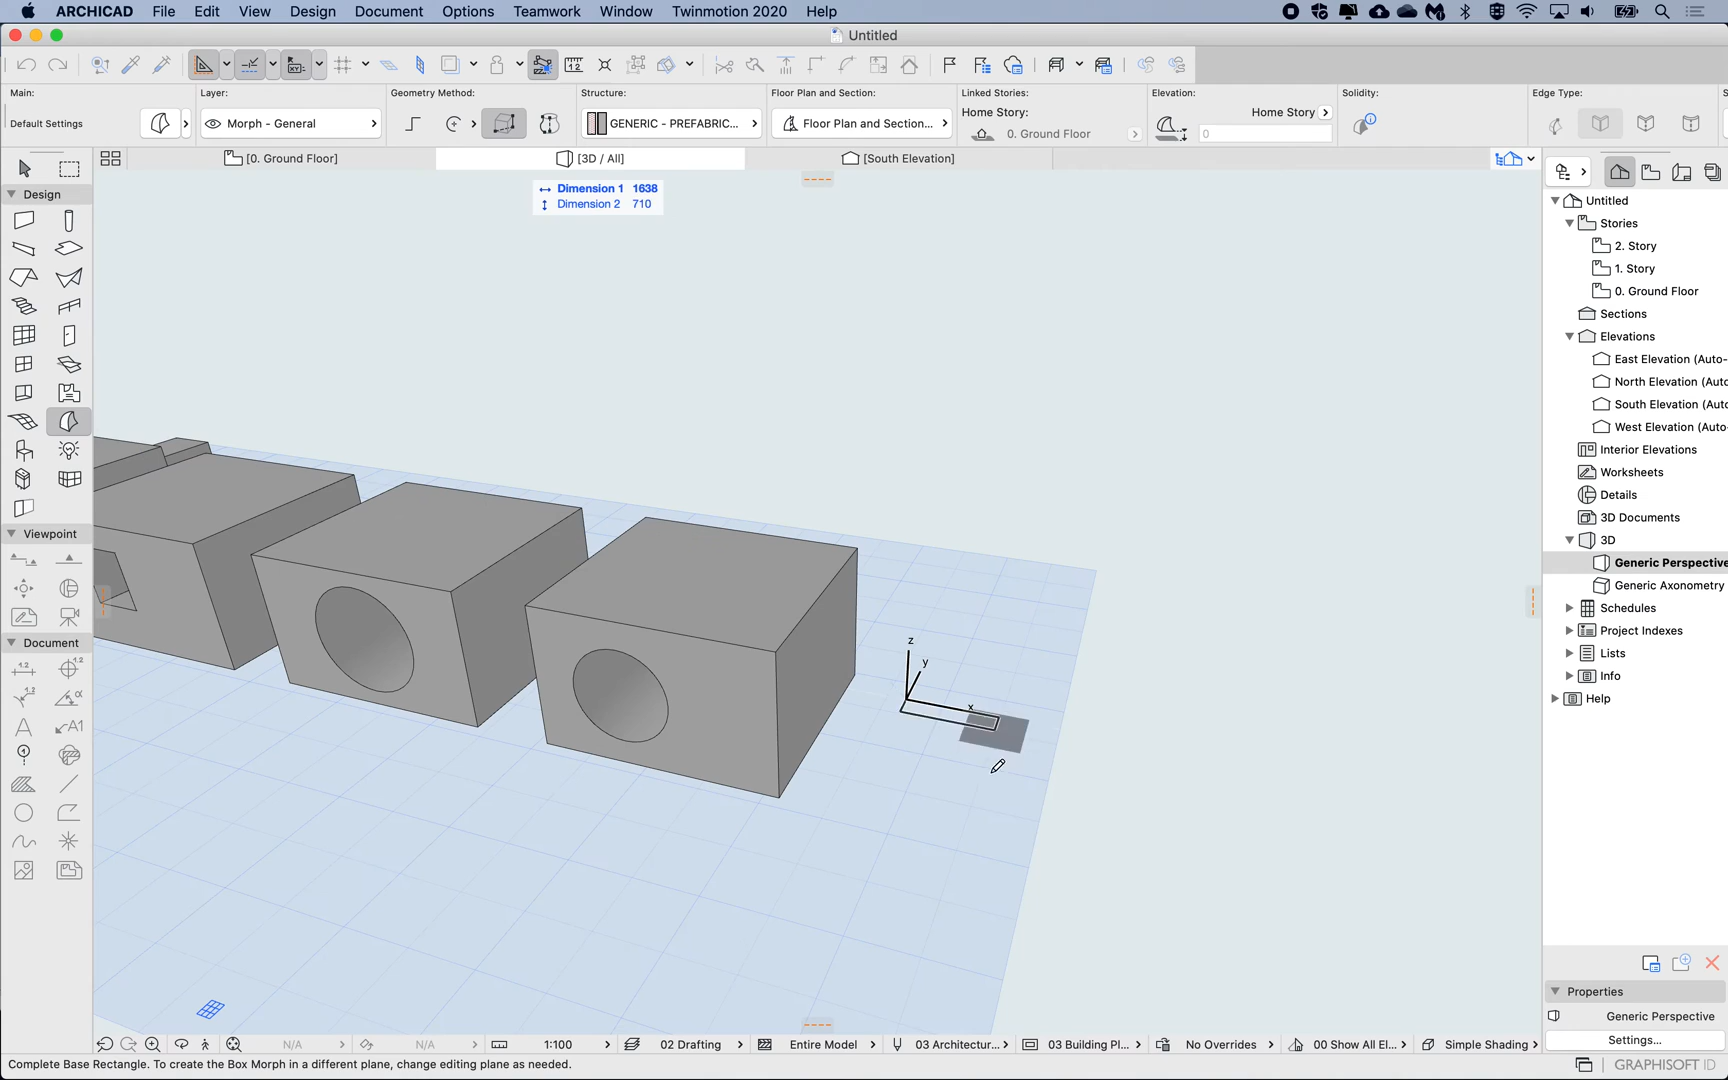 ARCHICAD File Edit View Design Document Options Teamwork Window Twinmotion 2020 Help
Untitled
Main:
Default Settings
Layer:
Morph - General
Geometry Method:
Structure:
GENERIC - PREFABRIC...
Floor Plan and Section:
Floor Plan and Section...
Linked Stories:
Home Story:
0. Ground Floor
Elevation:
Home Story
0
Solidity:
Edge Type:
[0. Ground Floor]
[3D / All]
[South Elevation]
Dimension 1 1638
Dimension 2 710
Design
Viewpoint
Document
A
A1
z
y
x
Untitled
Stories
2. Story
1. Story
0. Ground Floor
Sections
Elevations
East Elevation (Auto-
North Elevation (Auto
South Elevation (Auto
West Elevation (Auto-
Interior Elevations
Worksheets
Details
3D Documents
3D
Generic Perspective
Generic Axonometry
Schedules
Project Indexes
Lists
Info
Help
Properties
Generic Perspective
Settings...
N/A N/A 1:100 02 Drafting Entire Model 03 Architectur... 03 Building Pl... No Overrides 00 Show All El... Simple Shading
Complete Base Rectangle. To create the Box Morph in a different plane, change editing plane as needed.
GRAPHISOFT ID